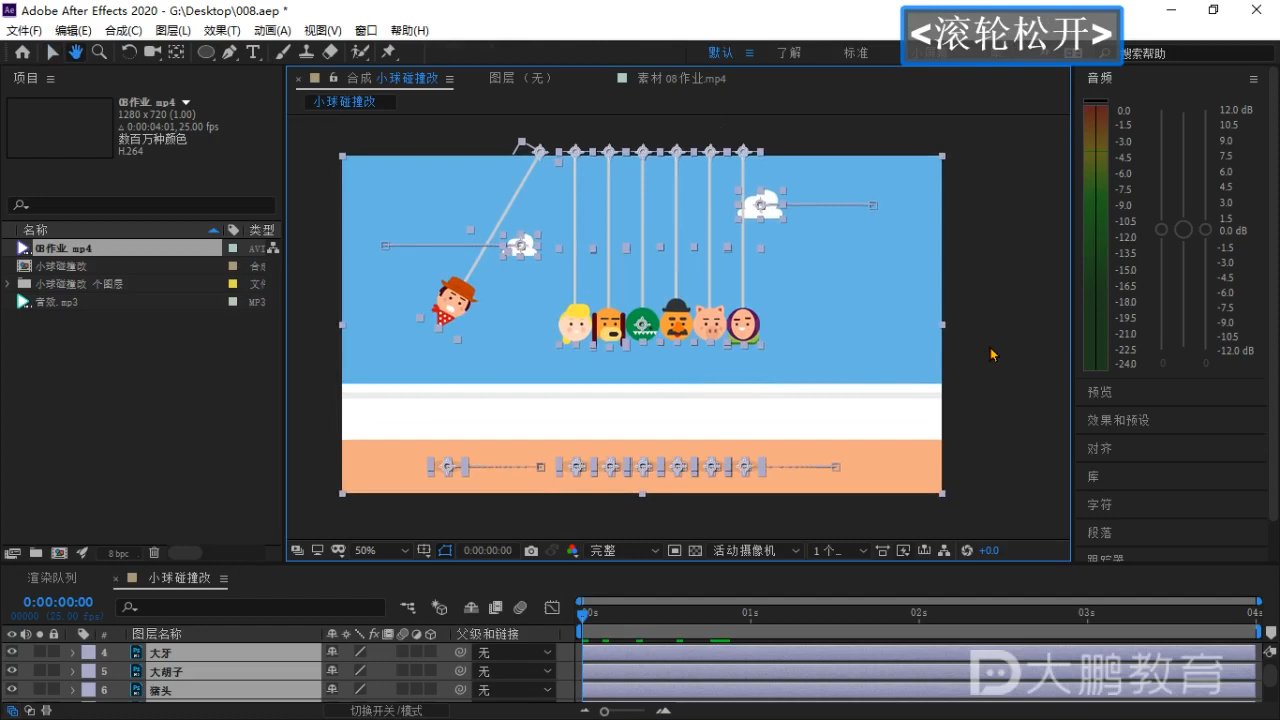 Adobe After Effects 2020 - G:\Desktop\008.aep *
<滚轮松开>
文件(F) 编辑(E) 合成(C) 图层(L) 效果(T) 动画(A) 视图(V) 窗口 帮助(H)
默认 了解 标准 搜索帮助
项目
合成 小球碰撞改
图层 (无)
素材 08作业.mp4
音频
小球碰撞改
08作业.mp4
1280 x 720 (1.00)
Δ 0:00:04:01, 25.00 fps
数百万种颜色
H.264
名称 类型
08作业.mp4 AVI
小球碰撞改
小球碰撞改 个图层
音效.mp3 MP3
8 bpc
0.0
-1.5
-3.0
-4.5
-6.0
-7.5
-9.0
-10.5
-12.0
-13.5
-15.0
-16.5
-18.0
-19.5
-21.0
-22.5
-24.0
12.0 dB
10.5
9.0
7.5
6.0
4.5
3.0
1.5
0.0 dB
-1.5
-3.0
-4.5
-6.0
-7.5
-9.0
-10.5
-12.0 dB
0 0
预览
效果和预设
对齐
库
字符
段落
跟踪器
50% 0:00:00:00 完整 活动摄像机 1 个_ +0.0
渲染队列
小球碰撞改
0:00:00:00
00000 (25.00 fps)
:00s 01s 02s 03s 04s
# 图层名称 父级和链接
4 大牙 无
5 大胡子 无
6 猪头 无
切换开关/模式
大鹏教育